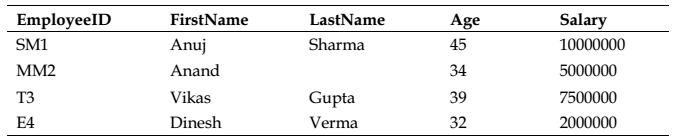 EmployeeID FirstName LastName Age Salary
SM1 Anuj Sharma 45 10000000
MM2 Anand 34 5000000
T3 Vikas Gupta 39 7500000
E4 Dinesh Verma 32 2000000